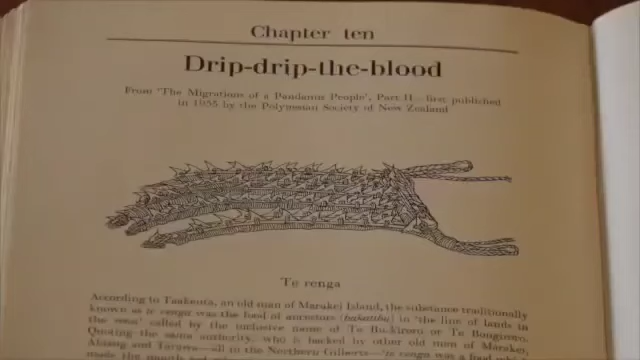 Chapter ten
Drip-drip-the-blood
From 'The Migration of a Pandanus People', Part II—first published
in 1933 by the Polynesian Society of New Zealand
Te renga
According to Taakeuta, an old man of Marakei Island, the substance traditionally
known as te renga was the food of ancestors (bakatibu) in 'the line of lands in
the west' called by the inclusive name of Te Bu-kiroro or Te Bongiroro.
Quoting the same authority, who is backed by other old men of Marakei,
Abaiang and Tarawa—all in the Northern Gilberts—te renga was a food
made